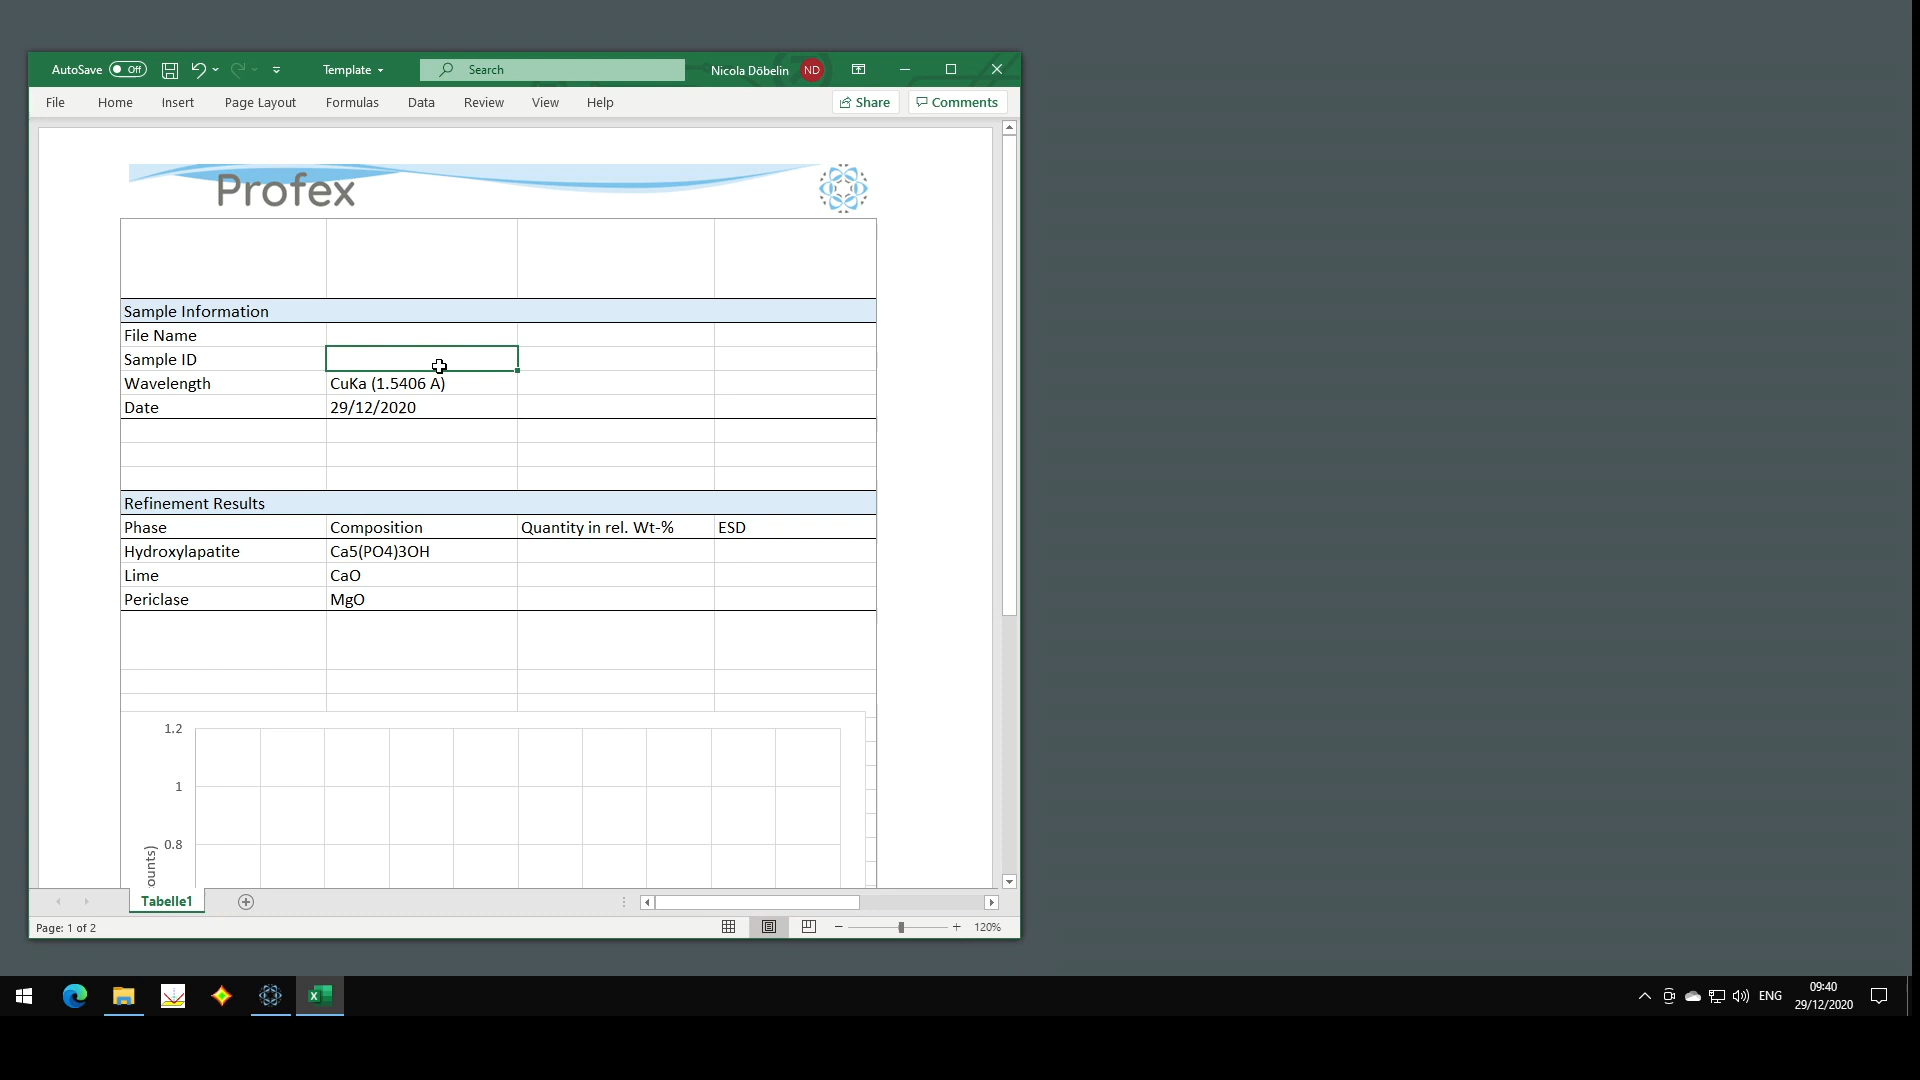 AutoSave Off Template Search Nicola Döbelin ND
File Home Insert Page Layout Formulas Data Review View Help Share Comments
Profex
Sample Information
File Name
Sample ID
Wavelength CuKa (1.5406 A)
Date 29/12/2020
Refinement Results
Phase Composition Quantity in rel. Wt-% ESD
Hydroxylapatite Ca5(PO4)3OH
Lime CaO
Periclase MgO
1.2
1
0.8
ounts)
Tabelle1
Page: 1 of 2 120%
ENG 09:40
29/12/2020